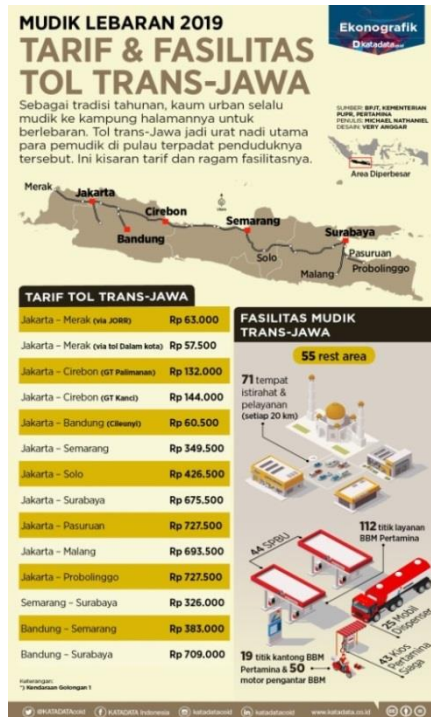 MUDIK LEBARAN 2019
TARIF & FASILITAS
TOL TRANS-JAWA
Ekonografik
katadata.co.id
Sebagai tradisi tahunan, kaum urban selalu
mudik ke kampung halamannya untuk
berlebaran. Tol trans-Jawa jadi urat nadi utama
para pemudik di pulau terpadat penduduknya
tersebut. Ini kisaran tarif dan ragam fasilitasnya.
SUMBER: BPJT, KEMENTERIAN
PUPR, PERTAMINA
PENULIS: MICHAEL NATHANIEL
DESAIN: VERY ANGGAR
Area Diperbesar
Merak
Jakarta
Cirebon
Bandung
Semarang
Solo
Surabaya
Pasuruan
Malang
Probolinggo
TARIF TOL TRANS-JAWA
Jakarta – Merak (via JORR) Rp 63.000
Jakarta – Merak (via tol Dalam kota) Rp 57.500
Jakarta – Cirebon (GT Palimanan) Rp 132.000
Jakarta – Cirebon (GT Kanci) Rp 144.000
Jakarta – Bandung (Cileunyi) Rp 60.500
Jakarta – Semarang Rp 349.500
Jakarta – Solo Rp 426.500
Jakarta – Surabaya Rp 675.500
Jakarta – Pasuruan Rp 727.500
Jakarta – Malang Rp 693.500
Jakarta – Probolinggo Rp 727.500
Semarang – Surabaya Rp 326.000
Bandung – Semarang Rp 383.000
Bandung – Surabaya Rp 709.000
Keterangan:
*) Kendaraan Golongan 1
FASILITAS MUDIK
TRANS-JAWA
55 rest area
71 tempat
istirahat &
pelayanan
(setiap 20 km)
112 titik layanan
BBM Pertamina
44 SPBU
25 Mobil
Dispenser
43 Kios
Pertamina
Siaga
19 titik kantong BBM
Pertamina & 50
motor pengantar BBM
@KATADATAcoid
KATADATA Indonesia
katadatacoid
katadatacoid
www.katadata.co.id